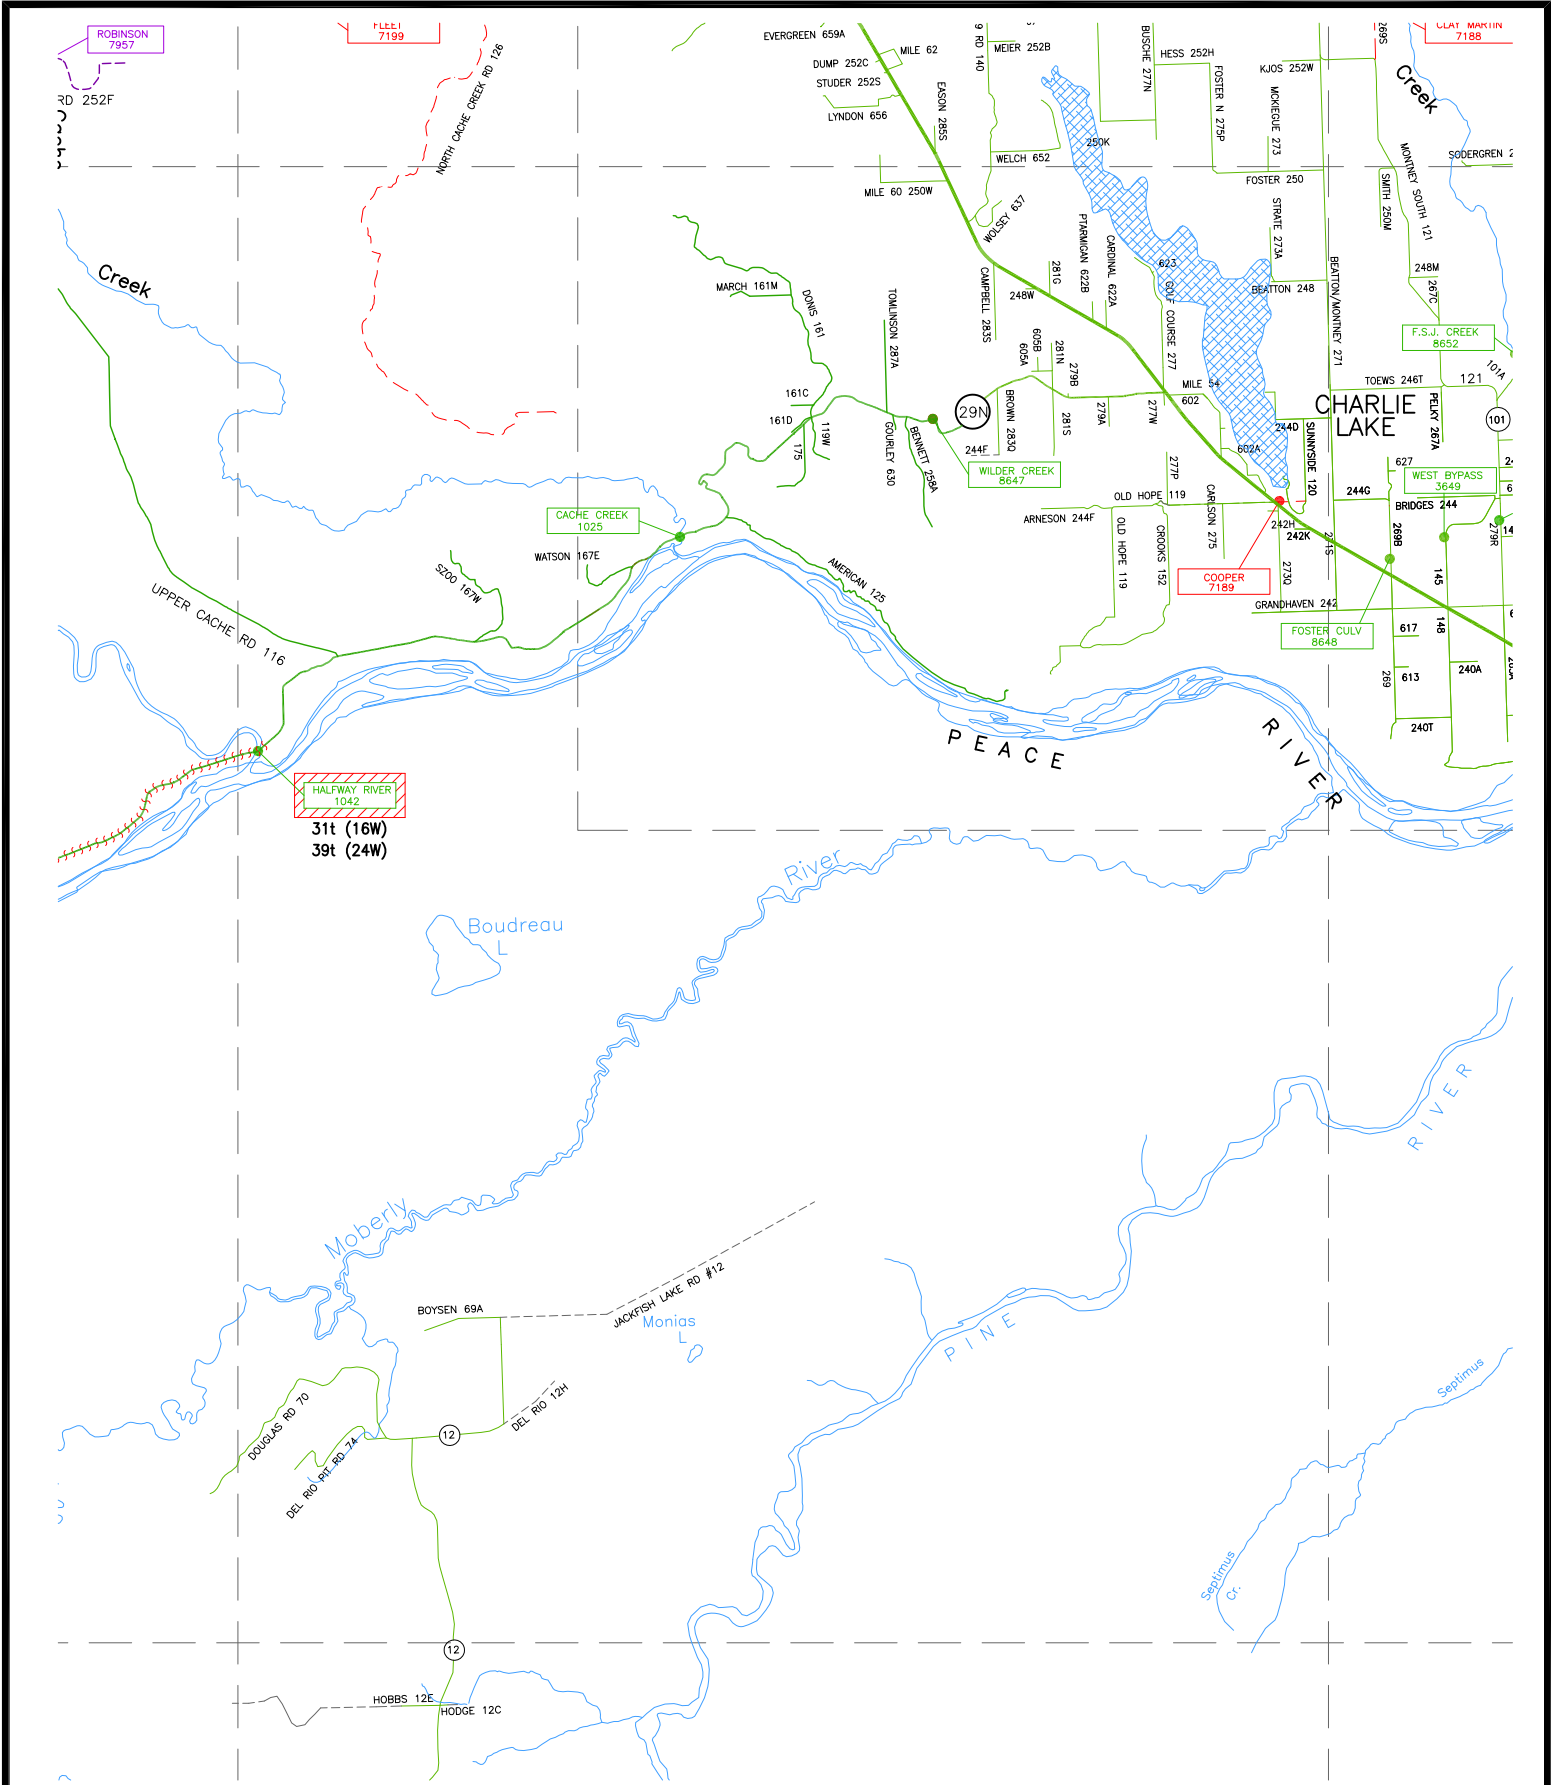 ROBINSON
7957
RD 252F
FLEET
7199
NORTH CACHE CREEK RD 126
EVERGREEN 659A
MILE 62
DUMP 252C
STUDER 252S
LYNDON 656
EASON 285S
9 RD 140
MEIER 252B
WELCH 652
MILE 60 250W
WOLSEY 637
BUSCHE 277N
HESS 252H
FOSTER N 275P
250K
MCKIEGUE 273
KJOS 252W
269S
CLAY MARTIN
7188
Creek
SODERGREN 2
MONTNEY SOUTH 121
SMITH 250M
FOSTER 250
STRATE 273A
BEATTON 248
BEATTON/MONTNEY 271
248M
267C
F.S.J. CREEK
8652
101A
Creek
MARCH 161M
DONIS 161
TOMLINSON 287A
CAMPBELL 283S
248W
281G
PTARMIGAN 622B
CARDINAL 622A
623
GOLF COURSE 277
605B
605A
281N
279B
MILE 54
602
TOEWS 246T
121
CHARLIE
LAKE
PELKY 267A
101
161C
161D
119W
175
GOURLEY 630
BENNETT 258A
29N
BROWN 283Q
244F
281S
279A
277W
602A
244D
SUNNYSIDE 120
WILDER CREEK
8647
277P
627
WEST BYPASS
3649
24
6
244G
BRIDGES 244
OLD HOPE 119
ARNESON 244F
CARLSON 275
CACHE CREEK
1025
WATSON 167E
SZOO 167W
AMERICAN 125
OLD HOPE 119
CROOKS 152
242H
242K
271S
269B
279R
14
COOPER
7189
273Q
145
GRANDHAVEN 242
148
FOSTER CULV
8648
617
6
UPPER CACHE RD 116
269
613
240A
240T
PEACE
RIVER
HALFWAY RIVER
1042
31t (16W)
39t (24W)
River
Boudreau
L
RIVER
Moberly
BOYSEN 69A
JACKFISH LAKE RD #12
Monias
L
PINE
DOUGLAS RD 70
DEL RIO 12H
12
DEL RIO PIT RD 7A
Septimus
Septimus
Cr.
12
HOBBS 12E
HODGE 12C